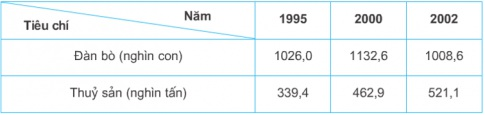 Tiêu chí Năm 1995 2000 2002
Đàn bò (nghìn con) 1026,0 1132,6 1008,6
Thuỷ sản (nghìn tấn) 339,4 462,9 521,1